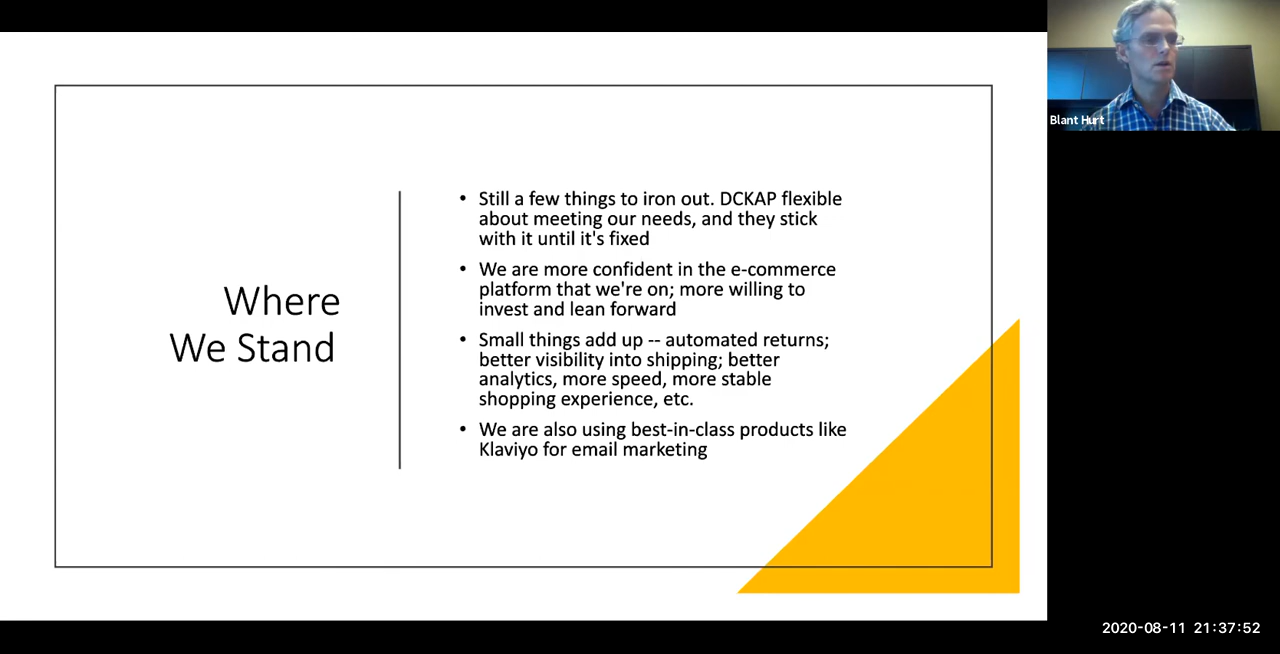 Where
We Stand
• Still a few things to iron out. DCKAP flexible
about meeting our needs, and they stick
with it until it's fixed
• We are more confident in the e-commerce
platform that we're on; more willing to
invest and lean forward
• Small things add up -- automated returns;
better visibility into shipping; better
analytics, more speed, more stable
shopping experience, etc.
• We are also using best-in-class products like
Klaviyo for email marketing
Blant Hurt
2020-08-11 21:37:52